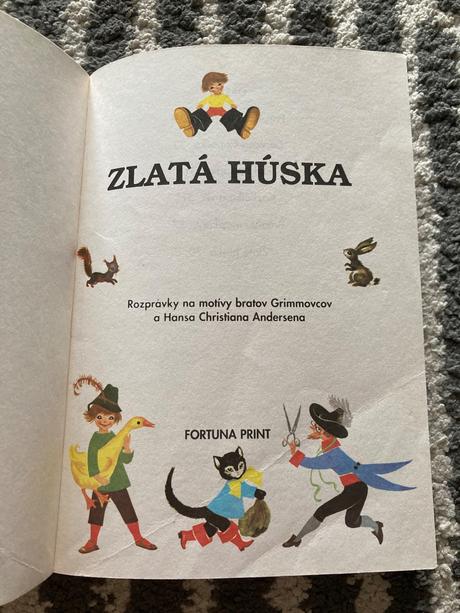 ZLATÁ HÚSKA
Rozprávky na motívy bratov Grimmovcov
a Hansa Christiana Andersena
FORTUNA PRINT